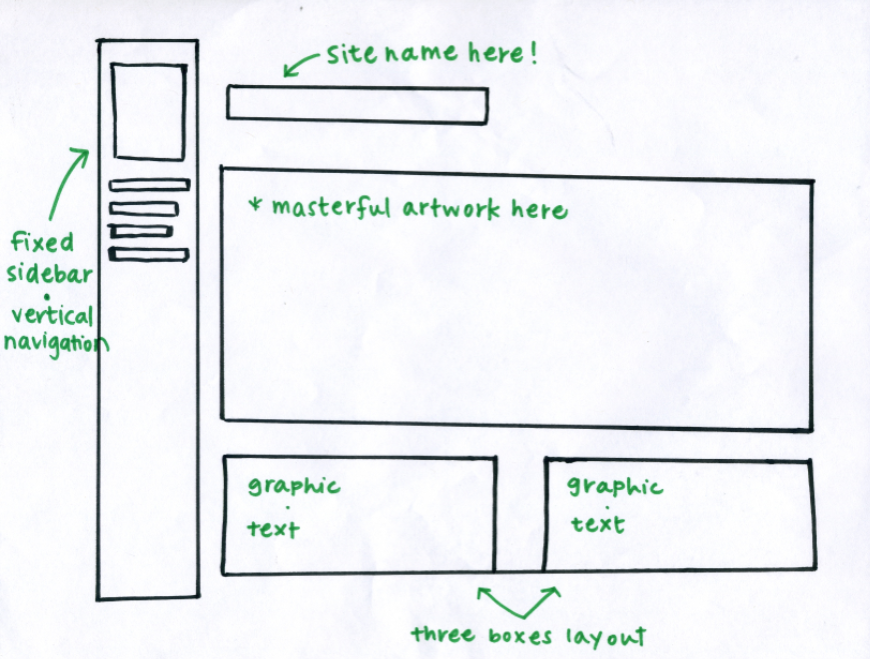 site name here!
* masterful artwork here
fixed
sidebar
.
vertical
navigation
graphic
.
text
graphic
.
text
three boxes layout